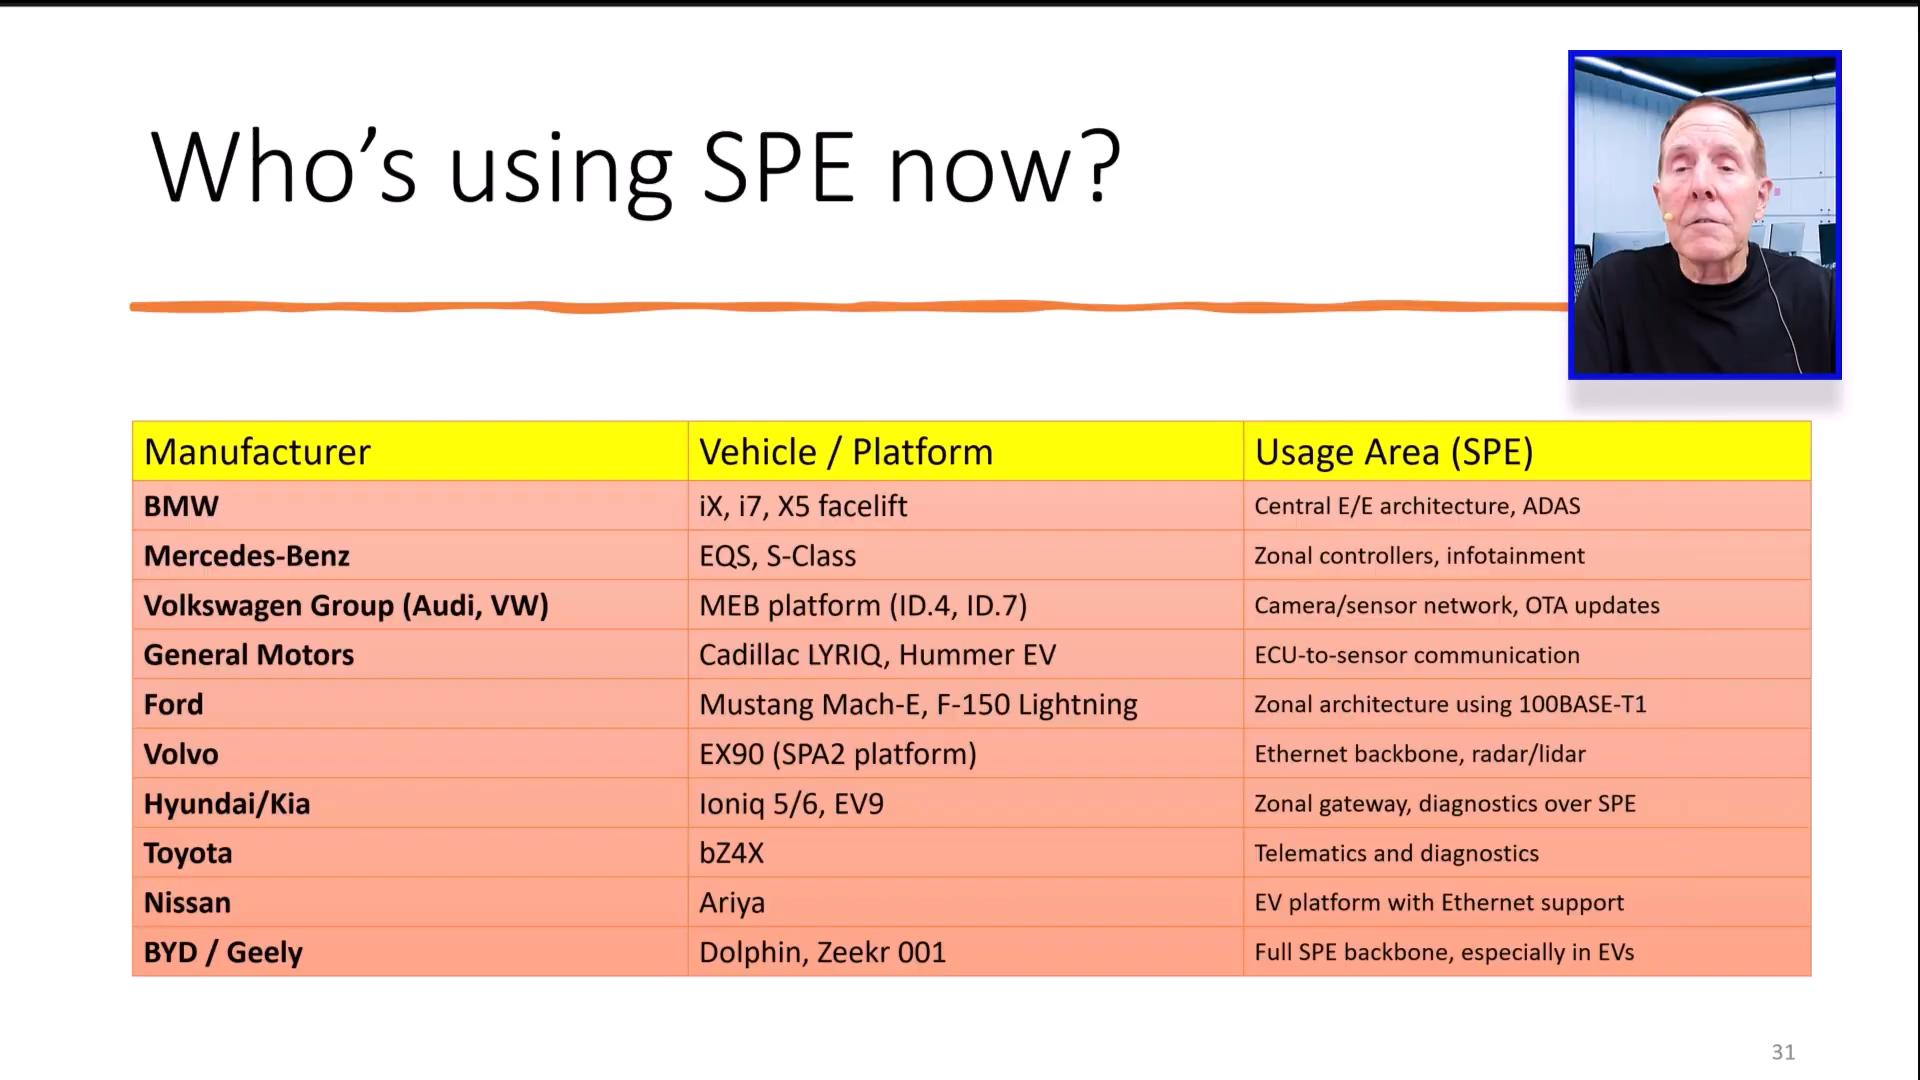 Who’s using SPE now?
Manufacturer Vehicle / Platform Usage Area (SPE)
BMW iX, i7, X5 facelift Central E/E architecture, ADAS
Mercedes-Benz EQS, S-Class Zonal controllers, infotainment
Volkswagen Group (Audi, VW) MEB platform (ID.4, ID.7) Camera/sensor network, OTA updates
General Motors Cadillac LYRIQ, Hummer EV ECU-to-sensor communication
Ford Mustang Mach-E, F-150 Lightning Zonal architecture using 100BASE-T1
Volvo EX90 (SPA2 platform) Ethernet backbone, radar/lidar
Hyundai/Kia Ioniq 5/6, EV9 Zonal gateway, diagnostics over SPE
Toyota bZ4X Telematics and diagnostics
Nissan Ariya EV platform with Ethernet support
BYD / Geely Dolphin, Zeekr 001 Full SPE backbone, especially in EVs
31